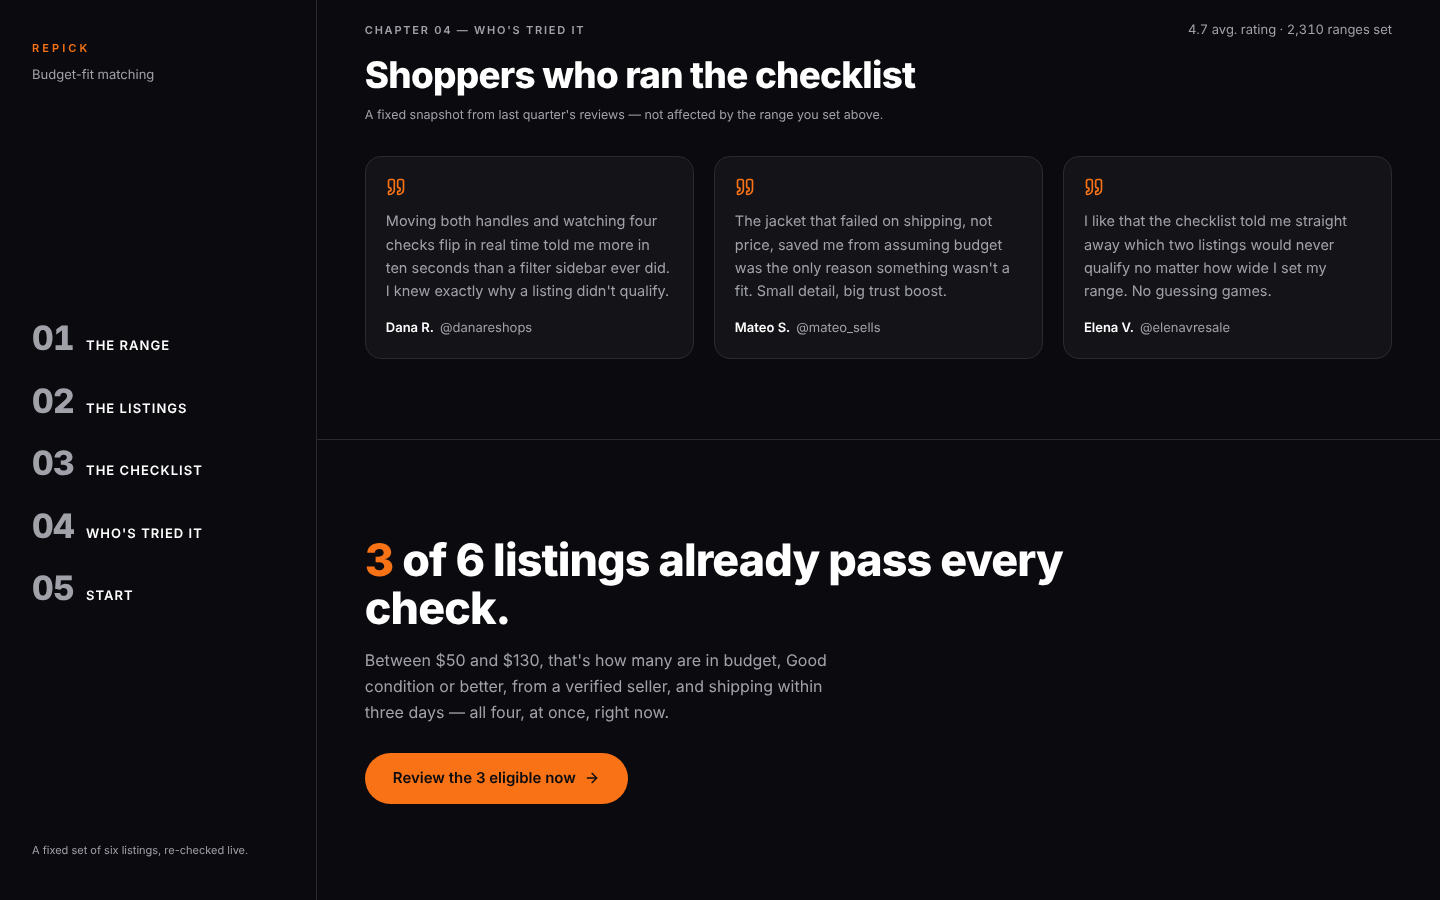 REPICK
Budget-fit matching
01 THE RANGE
02 THE LISTINGS
03 THE CHECKLIST
04 WHO'S TRIED IT
05 START
A fixed set of six listings, re-checked live.
CHAPTER 04 — WHO'S TRIED IT
4.7 avg. rating · 2,310 ranges set
Shoppers who ran the checklist
A fixed snapshot from last quarter's reviews — not affected by the range you set above.
Moving both handles and watching four
checks flip in real time told me more in
ten seconds than a filter sidebar ever did.
I knew exactly why a listing didn't qualify.
Dana R. @danareshops
The jacket that failed on shipping, not
price, saved me from assuming budget
was the only reason something wasn't a
fit. Small detail, big trust boost.
Mateo S. @mateo_sells
I like that the checklist told me straight
away which two listings would never
qualify no matter how wide I set my
range. No guessing games.
Elena V. @elenavresale
3 of 6 listings already pass every
check.
Between $50 and $130, that's how many are in budget, Good
condition or better, from a verified seller, and shipping within
three days — all four, at once, right now.
Review the 3 eligible now →